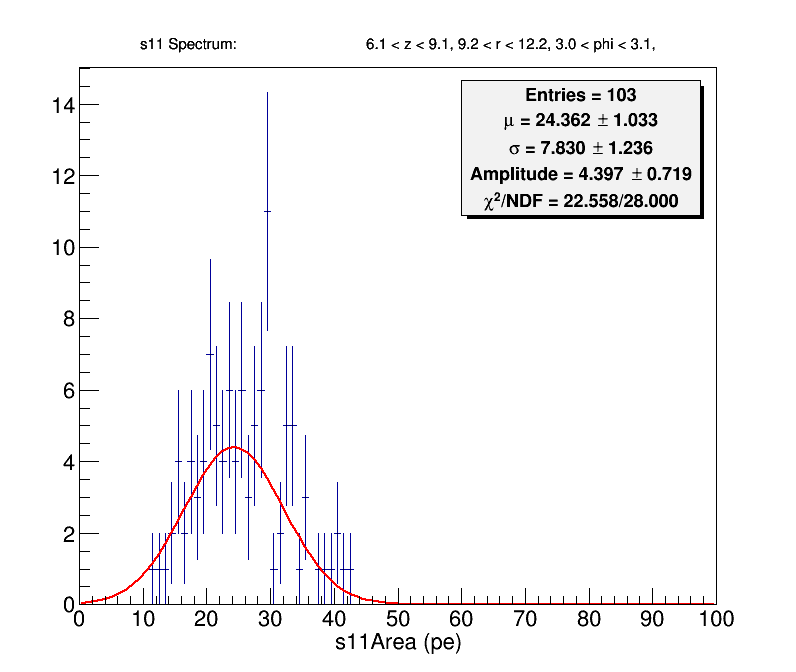 s11 Spectrum: 6.1 < z < 9.1, 9.2 < r < 12.2, 3.0 < phi < 3.1,
Entries = 103
μ = 24.362 ± 1.033
σ = 7.830 ± 1.236
Amplitude = 4.397 ± 0.719
χ²/NDF = 22.558/28.000
14
12
10
8
6
4
2
0
0 10 20 30 40 50 60 70 80 90 100
s11Area (pe)